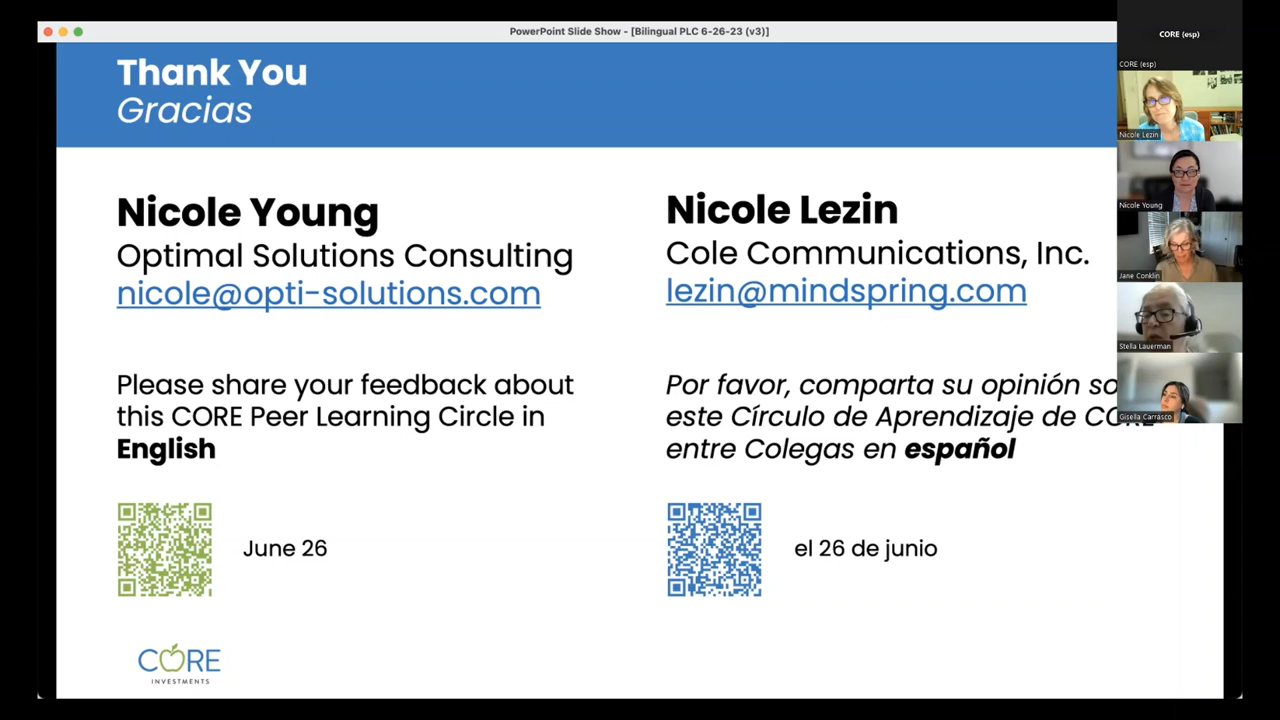 PowerPoint Slide Show - [Bilingual PLC 6-26-23 (v3)]
Thank You
Gracias
Nicole Young
Optimal Solutions Consulting
nicole@opti-solutions.com
Please share your feedback about
this CORE Peer Learning Circle in
English
June 26
Nicole Lezin
Cole Communications, Inc.
lezin@mindspring.com
Por favor, comparta su opinión so
este Círculo de Aprendizaje de CORE
entre Colegas en español
el 26 de junio
CORE
INVESTMENTS
CORE (esp)
CORE (esp)
Nicole Lezin
Nicole Young
Jane Conklin
Stella Lauerman
Gisella Carrasco